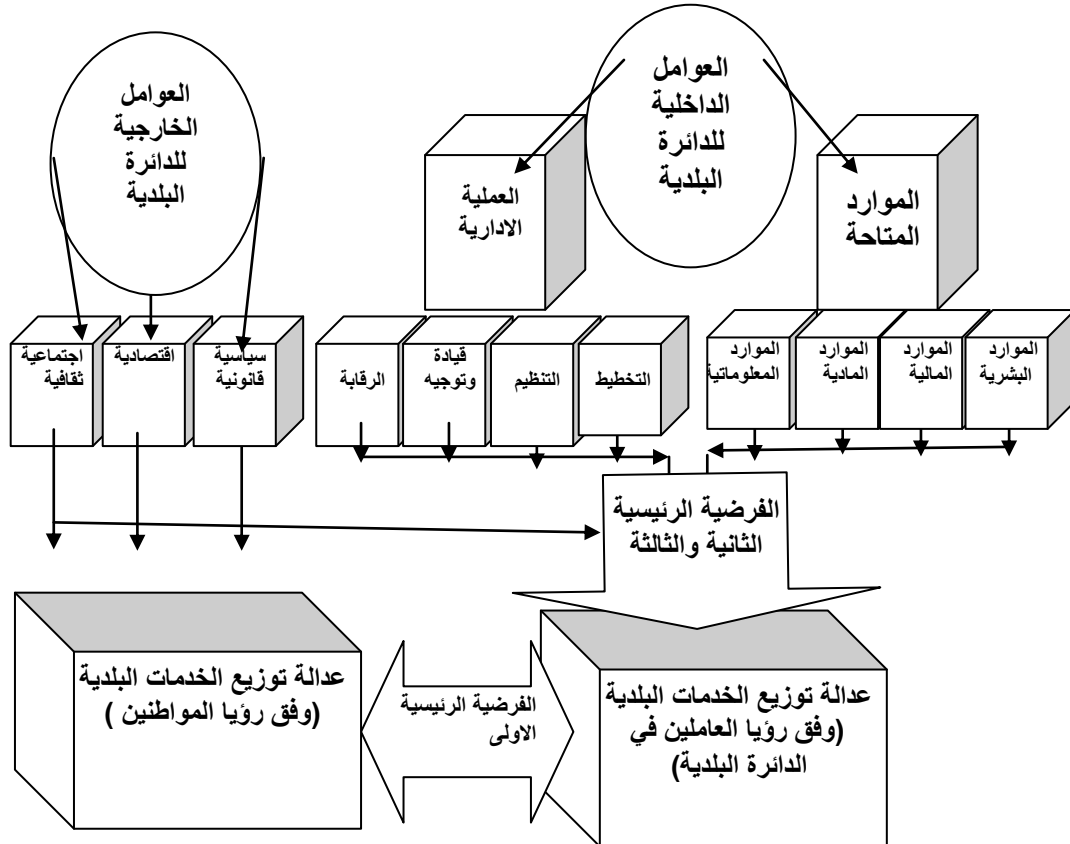 العوامل
الداخلية
للدائرة
البلدية
العوامل
الخارجية
للدائرة
البلدية
الموارد
المتاحة
العملية
الادارية
الموارد
البشرية
الموارد
المالية
الموارد
المادية
الموارد
المعلوماتية
التخطيط
التنظيم
قيادة
وتوجيه
الرقابة
سياسية
قانونية
اقتصادية
اجتماعية
ثقافية
الفرضية الرئيسية
الثانية والثالثة
عدالة توزيع الخدمات البلدية
(وفق رؤيا العاملين في
الدائرة البلدية)
الفرضية الرئيسية
الاولى
عدالة توزيع الخدمات البلدية
(وفق رؤيا المواطنين )